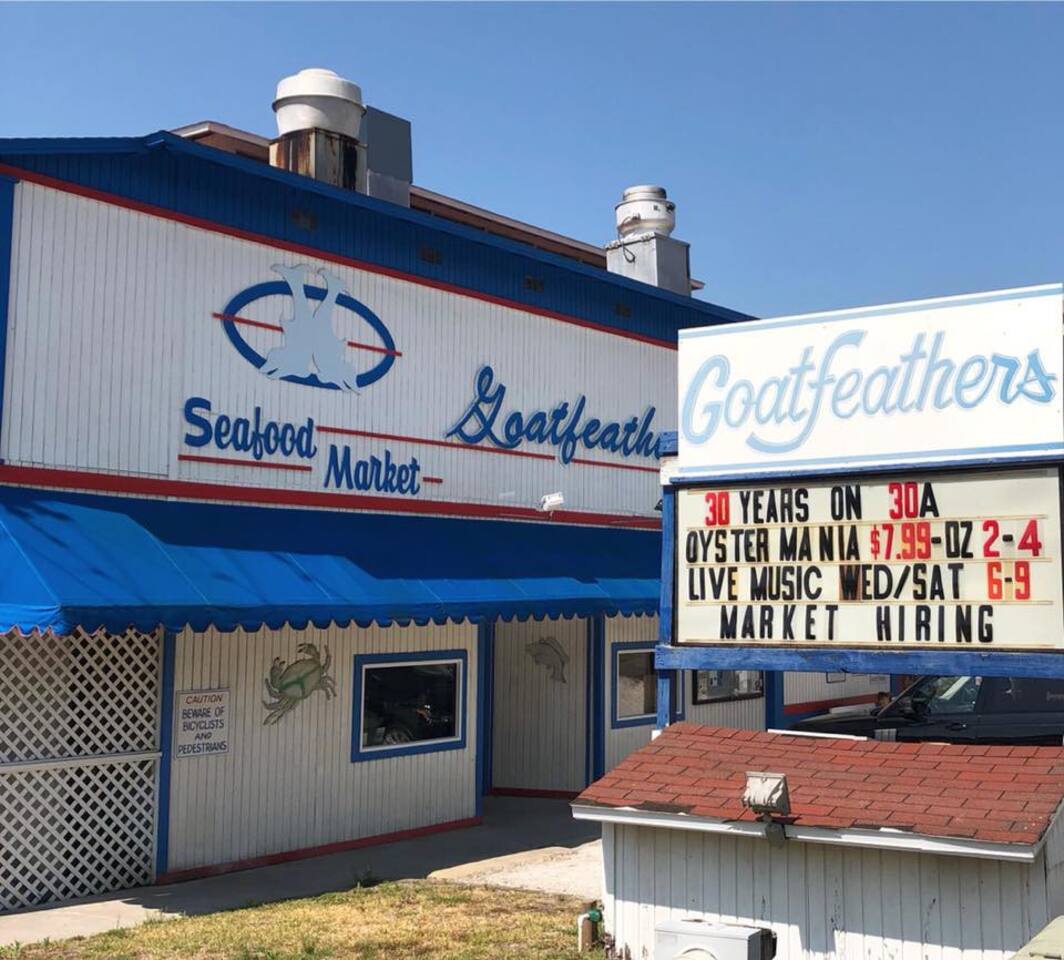 Seafood
Market
Goatfeath
Goatfeathers
30 YEARS ON 30A
OYSTER MANIA $7.99-DZ 2-4
LIVE MUSIC WED/SAT 6-9
MARKET HIRING
CAUTION
BEWARE OF
BICYCLISTS
AND
PEDESTRIANS